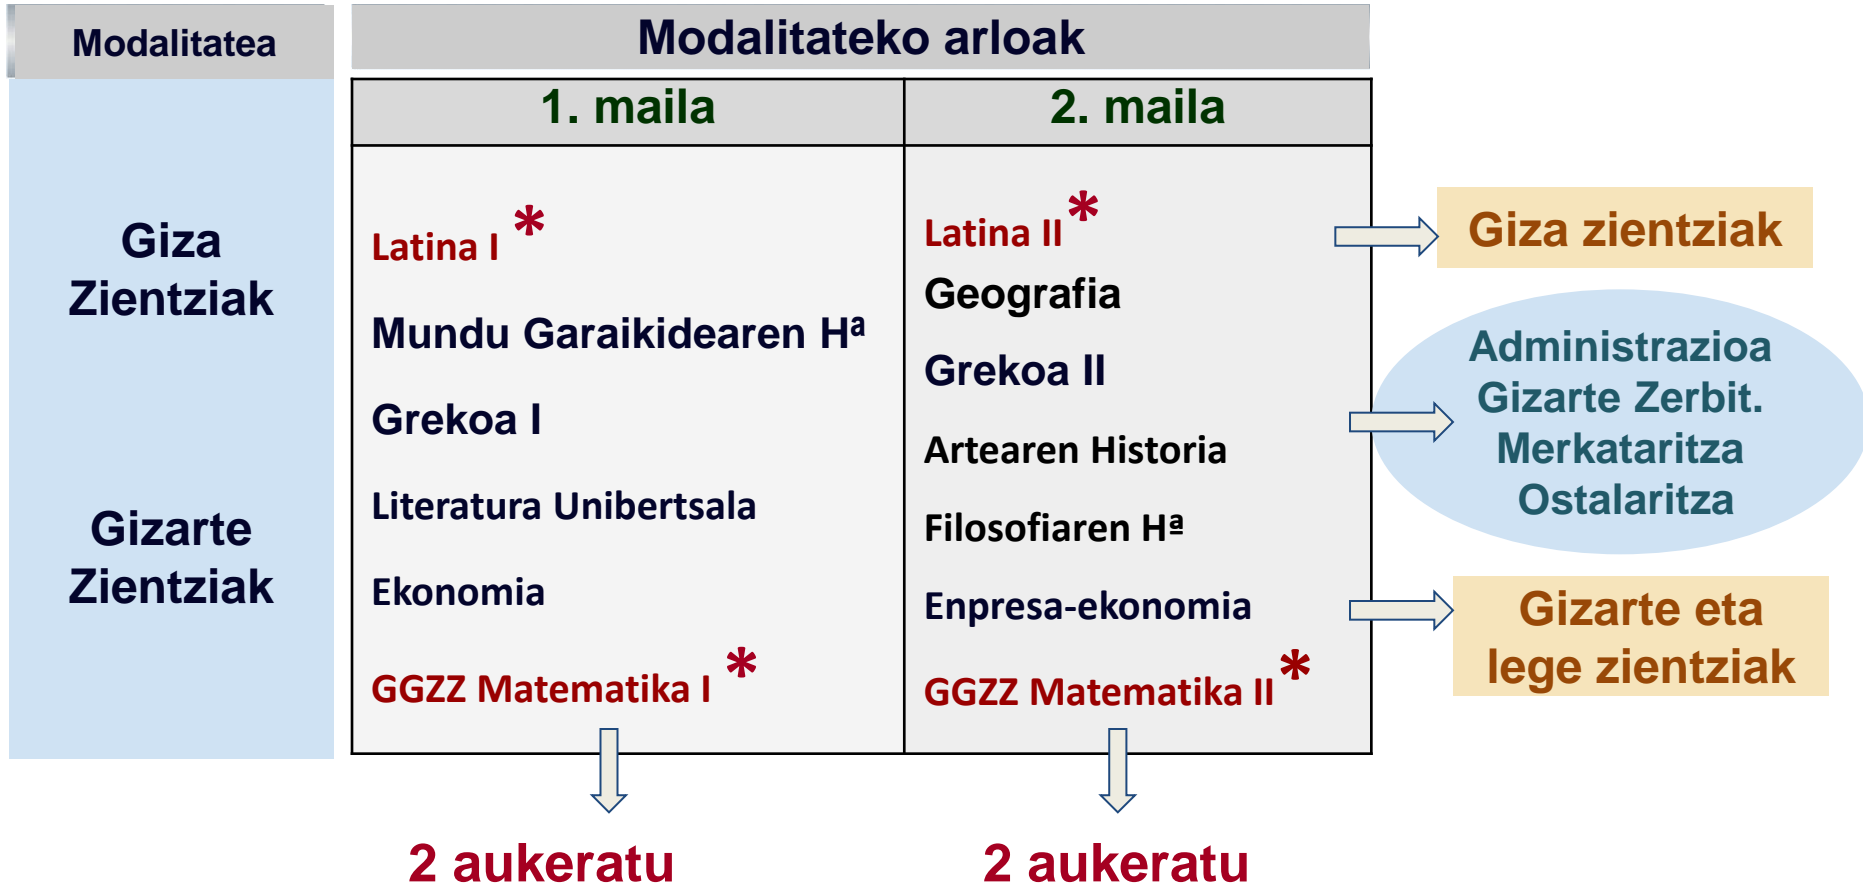 Modalitatea
Modalitateko arloak
1. maila
2. maila
Giza
Zientziak
Gizarte
Zientziak
Latina I *
Mundu Garaikidearen Hª
Grekoa I
Literatura Unibertsala
Ekonomia
GGZZ Matematika I *
Latina II *
Geografia
Grekoa II
Artearen Historia
Filosofiaren Hª
Enpresa-ekonomia
GGZZ Matematika II *
Giza zientziak
Administrazioa
Gizarte Zerbit.
Merkataritza
Ostalaritza
Gizarte eta
lege zientziak
2 aukeratu
2 aukeratu